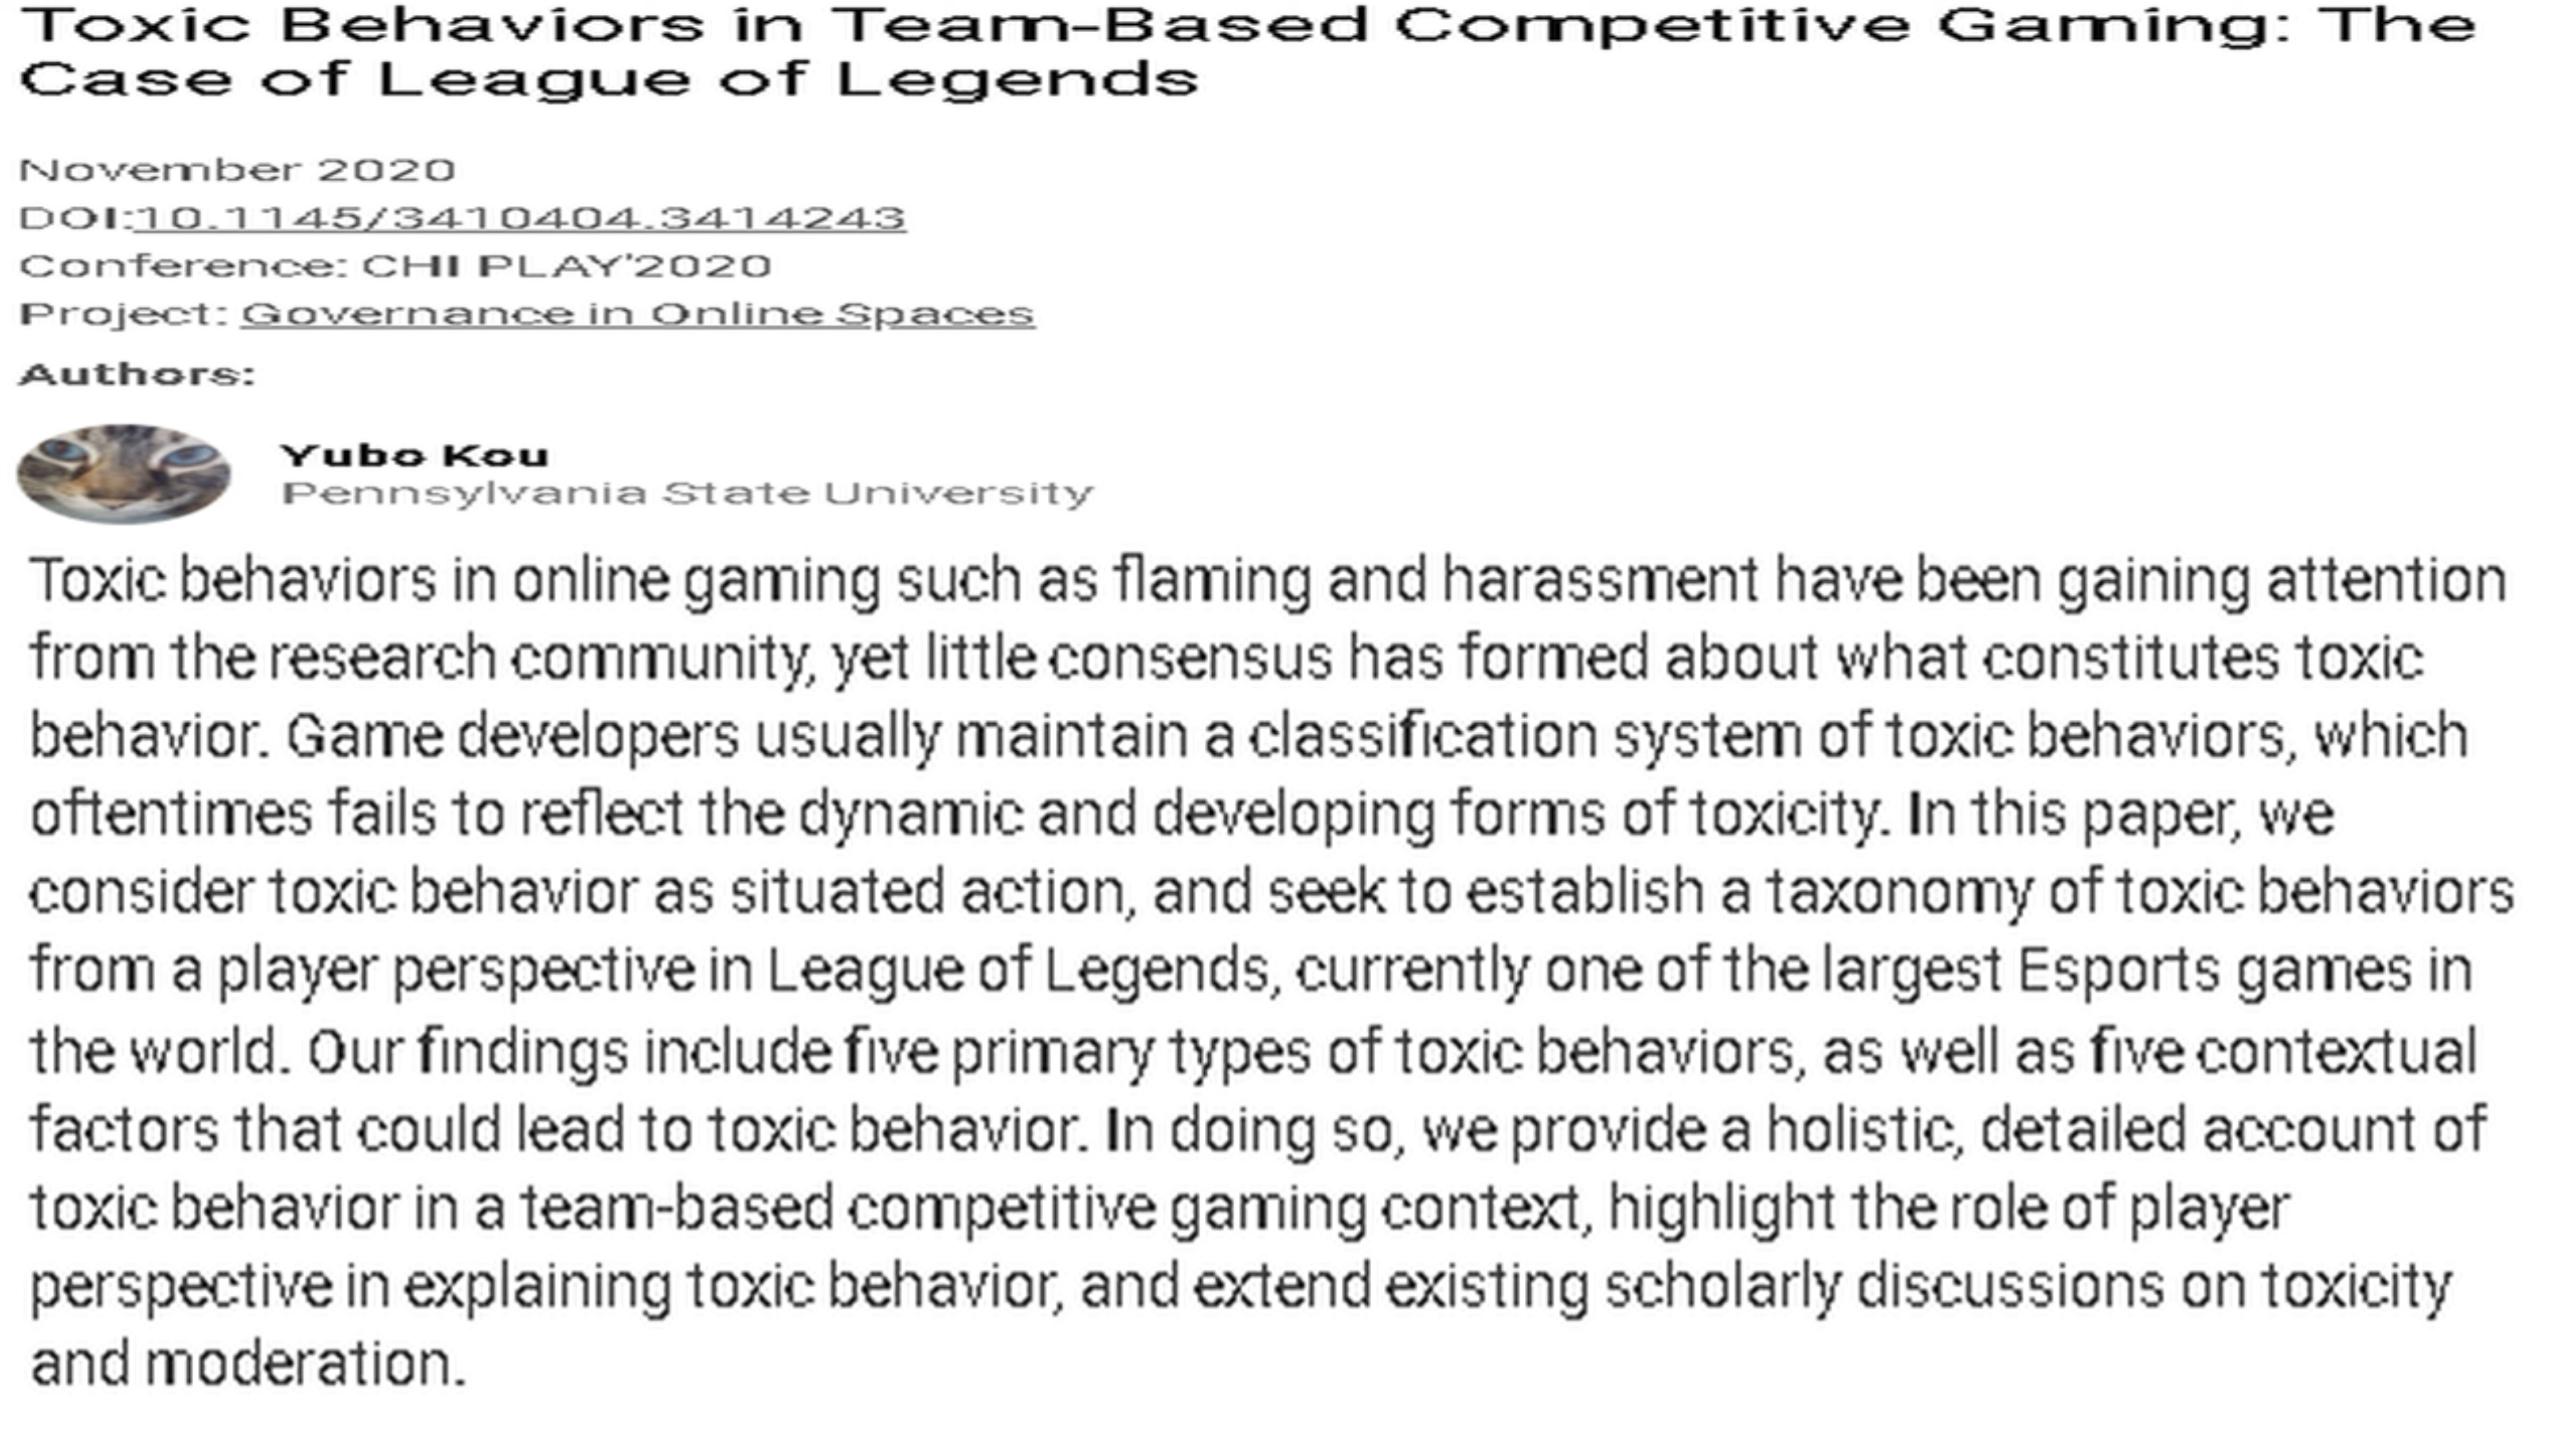 Toxic Behaviors in Team-Based Competitive Gaming: The
Case of League of Legends
November 2020
DOI:10.1145/3410404.3414243
Conference: CHI PLAY'2020
Project: Governance in Online Spaces
Authors:
Yubo Kou
Pennsylvania State University
Toxic behaviors in online gaming such as flaming and harassment have been gaining attention
from the research community, yet little consensus has formed about what constitutes toxic
behavior. Game developers usually maintain a classification system of toxic behaviors, which
oftentimes fails to reflect the dynamic and developing forms of toxicity. In this paper, we
consider toxic behavior as situated action, and seek to establish a taxonomy of toxic behaviors
from a player perspective in League of Legends, currently one of the largest Esports games in
the world. Our findings include five primary types of toxic behaviors, as well as five contextual
factors that could lead to toxic behavior. In doing so, we provide a holistic, detailed account of
toxic behavior in a team-based competitive gaming context, highlight the role of player
perspective in explaining toxic behavior, and extend existing scholarly discussions on toxicity
and moderation.